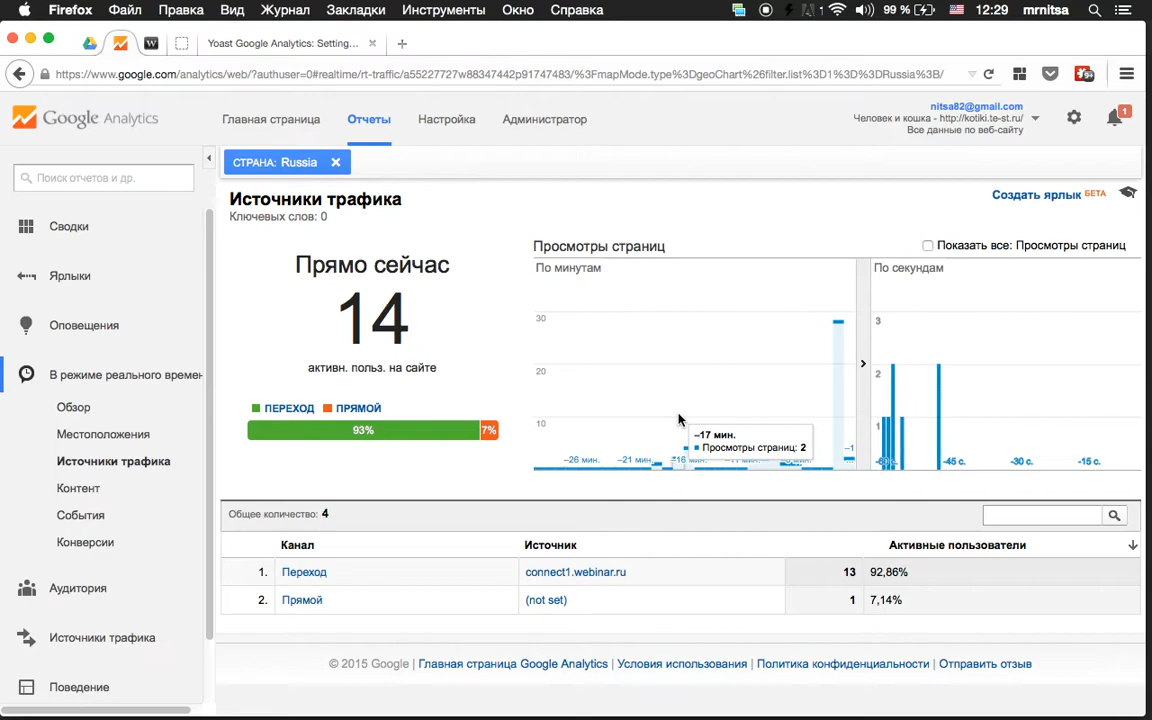 Firefox Файл Правка Вид Журнал Закладки Инструменты Окно Справка 1 99 % 12:29 mrnitsa
W Yoast Google Analytics: Setting... × +
https://www.google.com/analytics/web/?authuser=0#realtime/rt-traffic/a55227727w88347442p91747483/%3FmapMode.type%3DgeoChart%26filter.list%3D1%3D%3DRussia%3B/ 9+
Google Analytics Главная страница Отчеты Настройка Администратор
nitsa82@gmail.com
Человек и кошка - http://kotiki.te-st.ru/
Все данные по веб-сайту
1
СТРАНА: Russia ×
Поиск отчетов и др.
Сводки
Ярлыки
Оповещения
В режиме реального времен
Обзор
Местоположения
Источники трафика
Контент
События
Конверсии
Аудитория
Источники трафика
Поведение
Источники трафика
Ключевых слов: 0
Создать ярлык БЕТА
Прямо сейчас
14
активн. польз. на сайте
ПЕРЕХОД ПРЯМОЙ
93% 7%
Просмотры страниц
Показать все: Просмотры страниц
По минутам
30
20
10
–26 мин. –21 мин.
–1
–17 мин.
Просмотры страниц: 2
По секундам
3
2
1
-45 с. -30 с. -15 с.
Общее количество: 4
Канал Источник Активные пользователи
1. Переход connect1.webinar.ru 13 92,86%
2. Прямой (not set) 1 7,14%
© 2015 Google | Главная страница Google Analytics | Условия использования | Политика конфиденциальности | Отправить отзыв